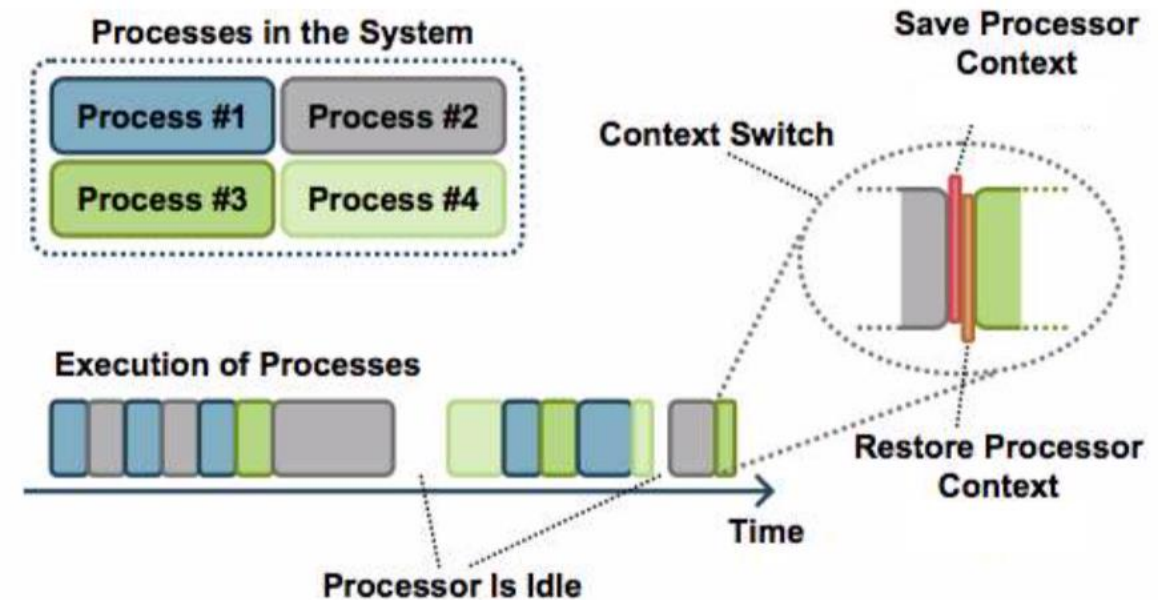 Processes in the System
Process #1
Process #2
Process #3
Process #4
Save Processor
Context
Context Switch
Execution of Processes
Restore Processor
Context
Time
Processor Is Idle